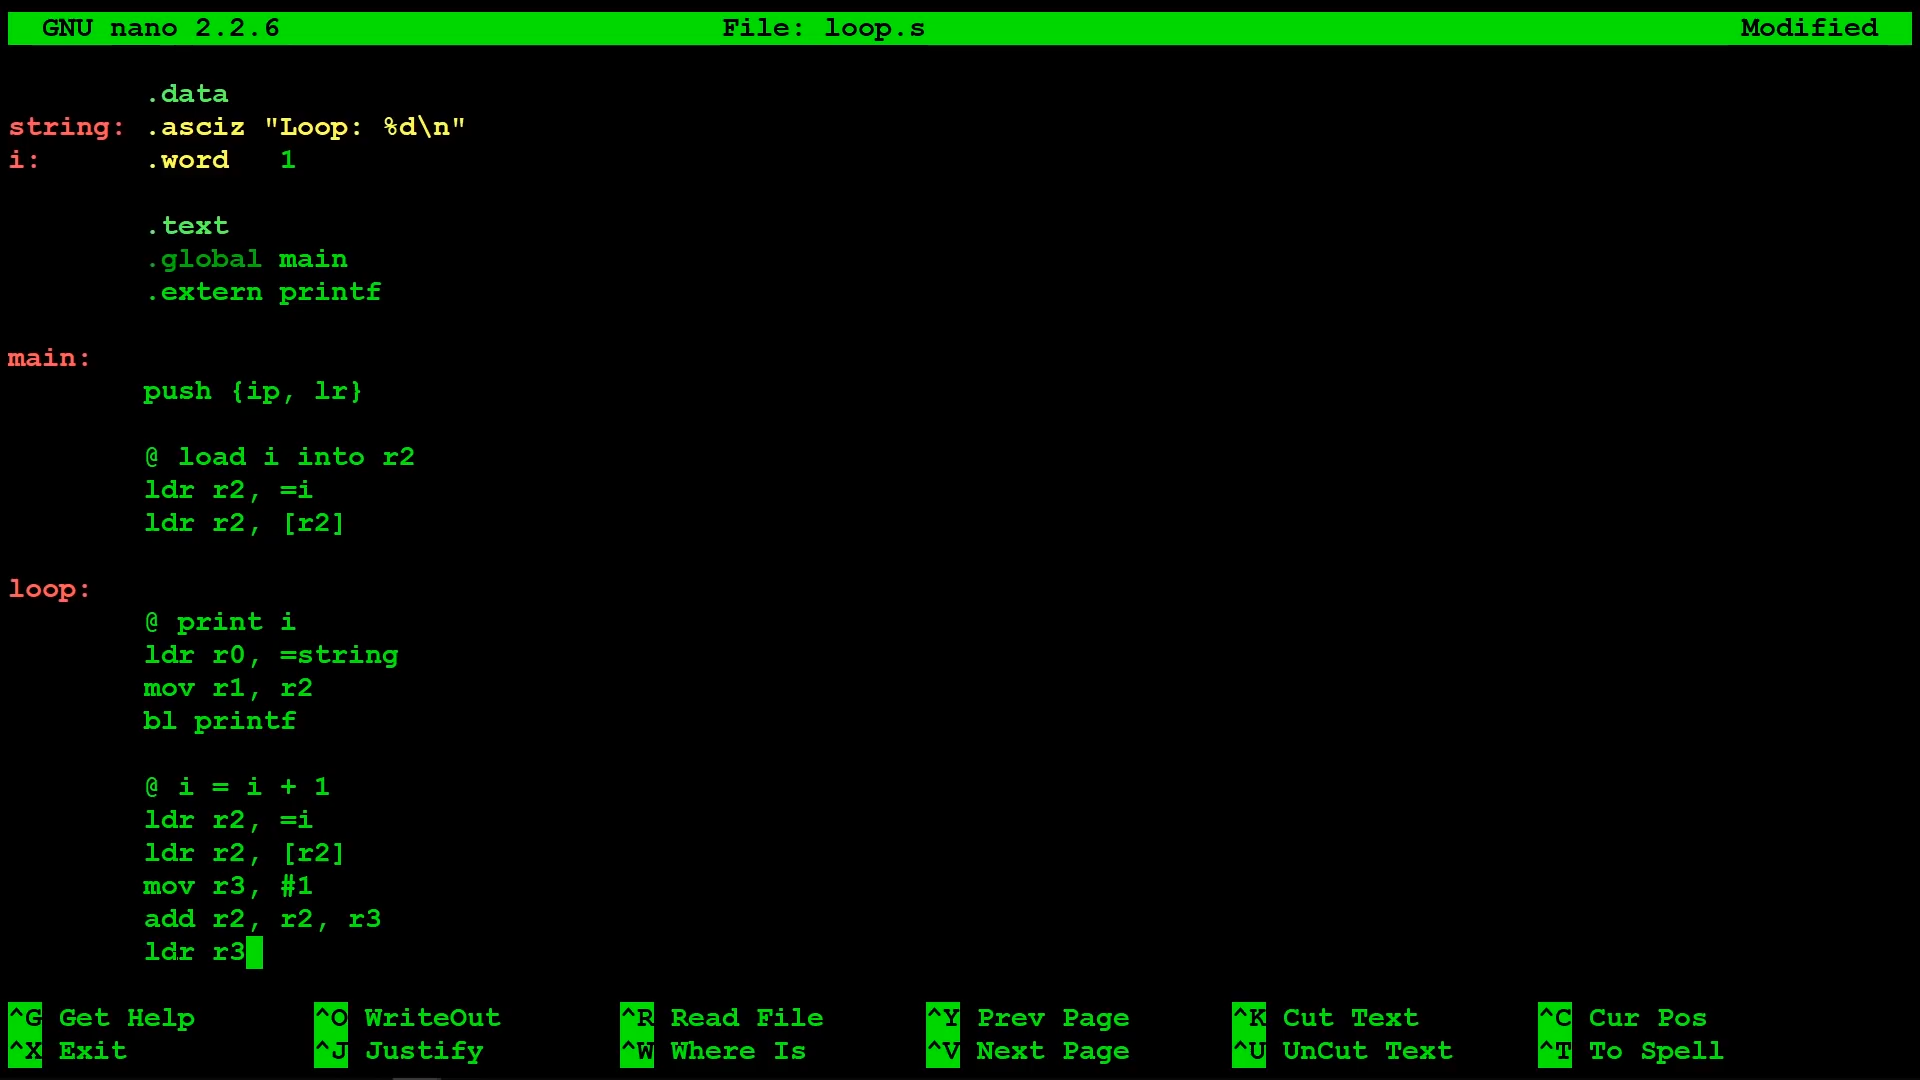 GNU nano 2.2.6 File: loop.s Modified
.data
string: .asciz "Loop: %d\n"
i: .word 1
.text
.global main
.extern printf
main:
push {ip, lr}
@ load i into r2
ldr r2, =i
ldr r2, [r2]
loop:
@ print i
ldr r0, =string
mov r1, r2
bl printf
@ i = i + 1
ldr r2, =i
ldr r2, [r2]
mov r3, #1
add r2, r2, r3
ldr r3
^G Get Help ^O WriteOut ^R Read File ^Y Prev Page ^K Cut Text ^C Cur Pos
^X Exit ^J Justify ^W Where Is ^V Next Page ^U UnCut Text ^T To Spell